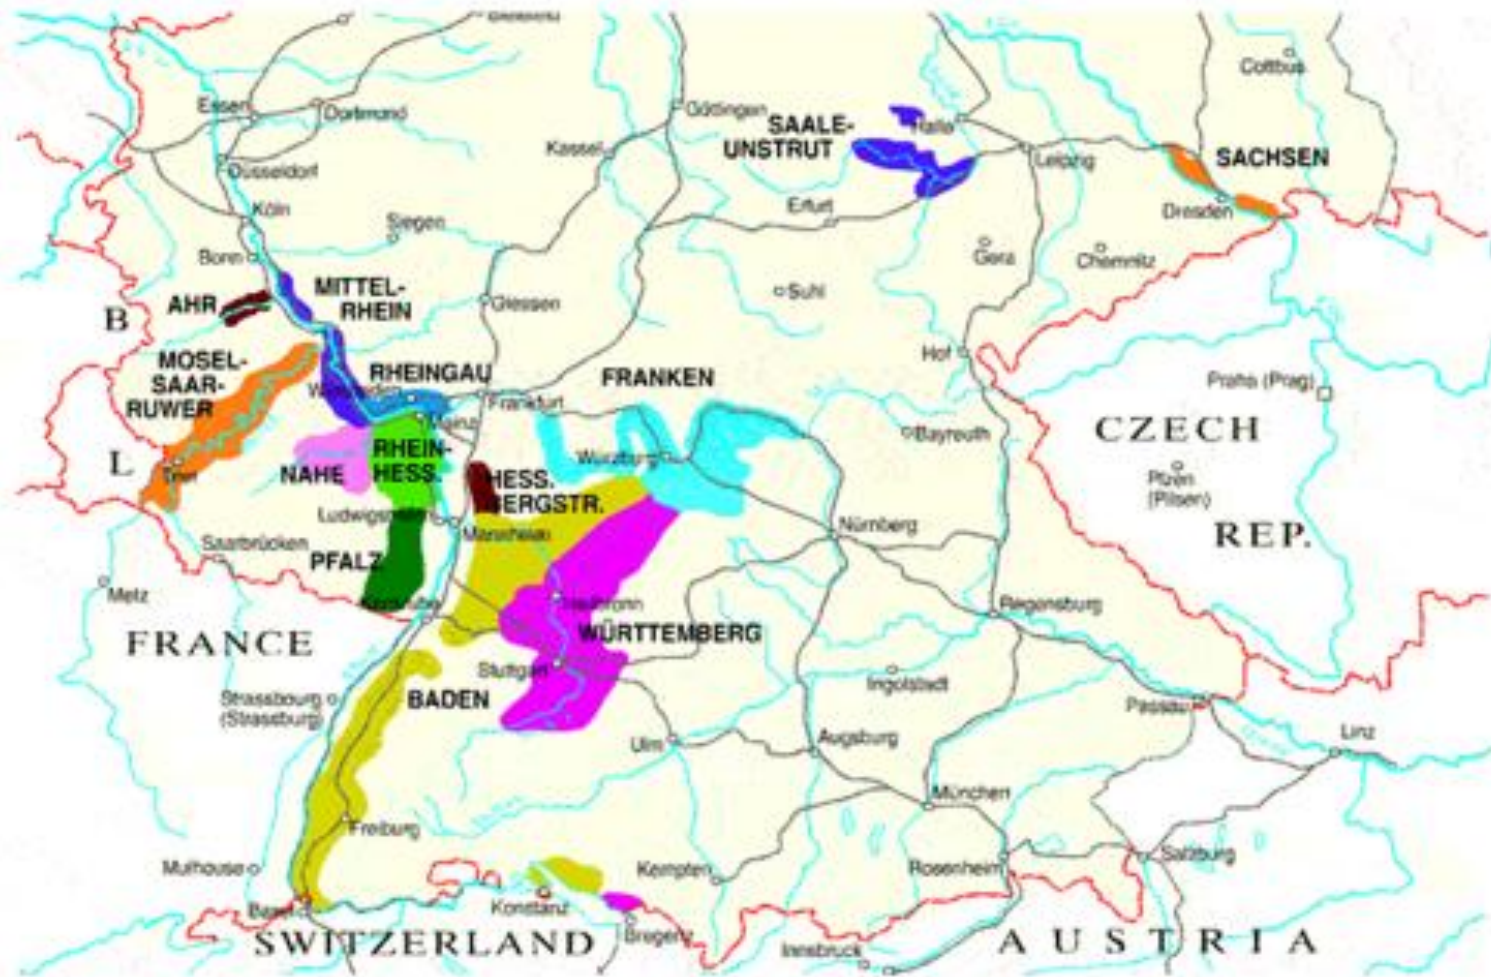 Cottbus
Essen
Dortmund
Göttingen
SAALE-
UNSTRUT
Halle
Kassel
Leipzig
SACHSEN
Düsseldorf
Köln
Siegen
Erfurt
Dresden
Bonn
Gera
Chemnitz
MITTEL-
RHEIN
AHR
Giessen
Suhl
B
MOSEL-
SAAR-
RUWER
RHEINGAU
FRANKEN
Hof
Praha (Prag)
Frankfurt
Mainz
CZECH
Bayreuth
L
Trier
NAHE
RHEIN-
HESS.
Würzburg
HESS.
BERGSTR.
Plzen
(Pilsen)
Nürnberg
Mannheim
REP.
Saarbrücken
PFALZ
Metz
Heilbronn
Regensburg
FRANCE
WÜRTTEMBERG
Stuttgart
Ingolstadt
Strassbourg
(Strassburg)
BADEN
Passau
Ulm
Augsburg
Linz
München
Freiburg
Mulhouse
Kempten
Rosenheim
Salzburg
Basel
Konstanz
Bregenz
SWITZERLAND
Innsbruck
AUSTRIA